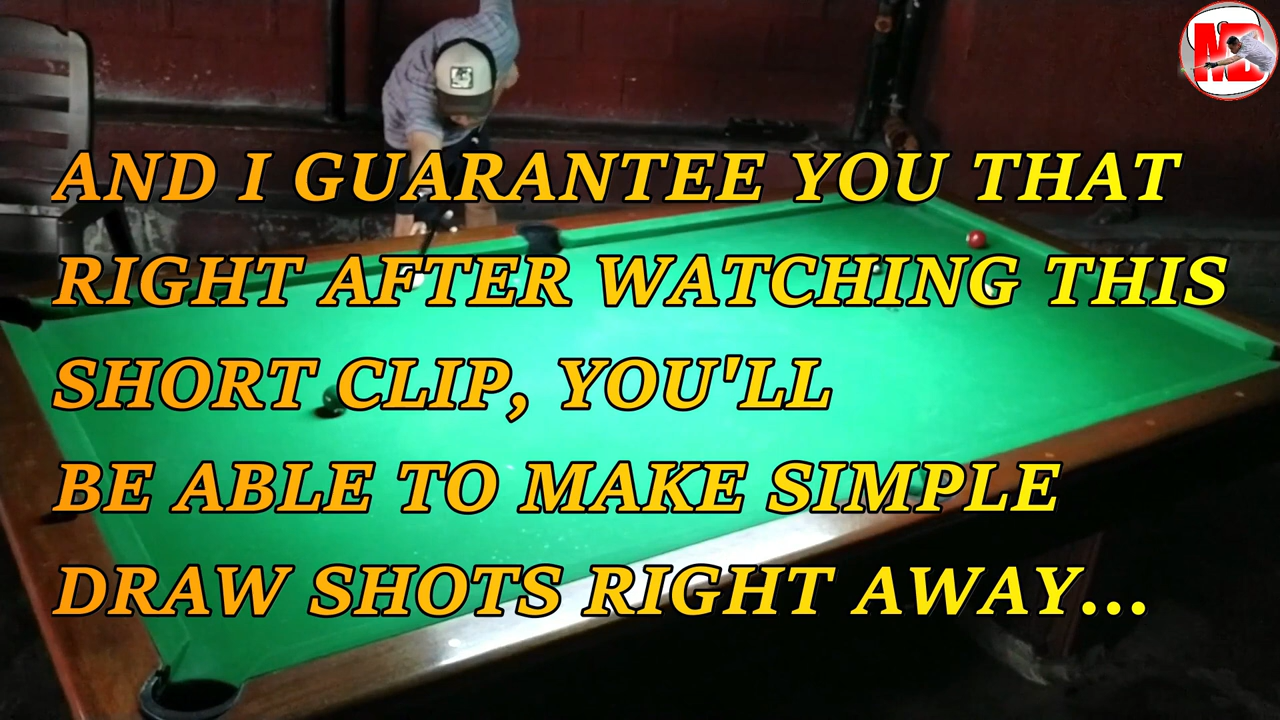 MB
AND I GUARANTEE YOU THAT
RIGHT AFTER WATCHING THIS
SHORT CLIP, YOU'LL
BE ABLE TO MAKE SIMPLE
DRAW SHOTS RIGHT AWAY...